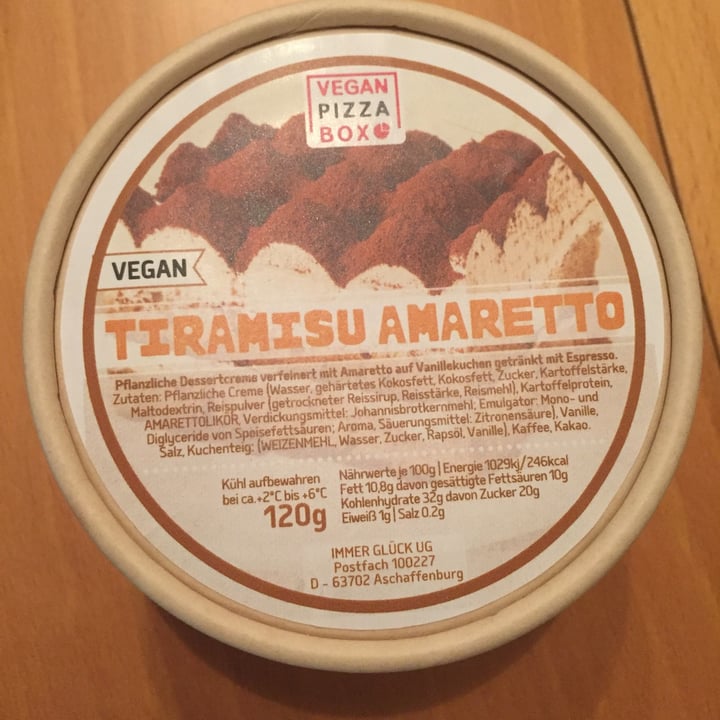 VEGAN
PIZZA
BOX
VEGAN
TIRAMISU AMARETTO
Pflanzliche Dessertcreme verfeinert mit Amaretto auf Vanillekuchen getränkt mit Espresso.
Zutaten: Pflanzliche Creme (Wasser, gehärtetes Kokosfett, Kokosfett, Zucker, Kartoffelstärke,
Maltodextrin, Reispulver (getrockneter Reissirup, Reisstärke, Reismehl), Kartoffelprotein,
AMARETTOLIKÖR, Verdickungsmittel: Johannisbrotkernmehl; Emulgator: Mono- und
Diglyceride von Speisefettsäuren; Aroma, Säuerungsmittel: Zitronensäure), Vanille,
Salz, Kuchenteig: (WEIZENMEHL, Wasser, Zucker, Rapsöl, Vanille), Kaffee, Kakao.
Kühl aufbewahren
bei ca.+2°C bis +6°C
120g
Nährwerte je 100g | Energie 1029kj/246kcal
Fett 10,8g davon gesättigte Fettsäuren 10g
Kohlenhydrate 32g davon Zucker 20g
Eiweiß 1g | Salz 0.2g
IMMER GLÜCK UG
Postfach 100227
D - 63702 Aschaffenburg